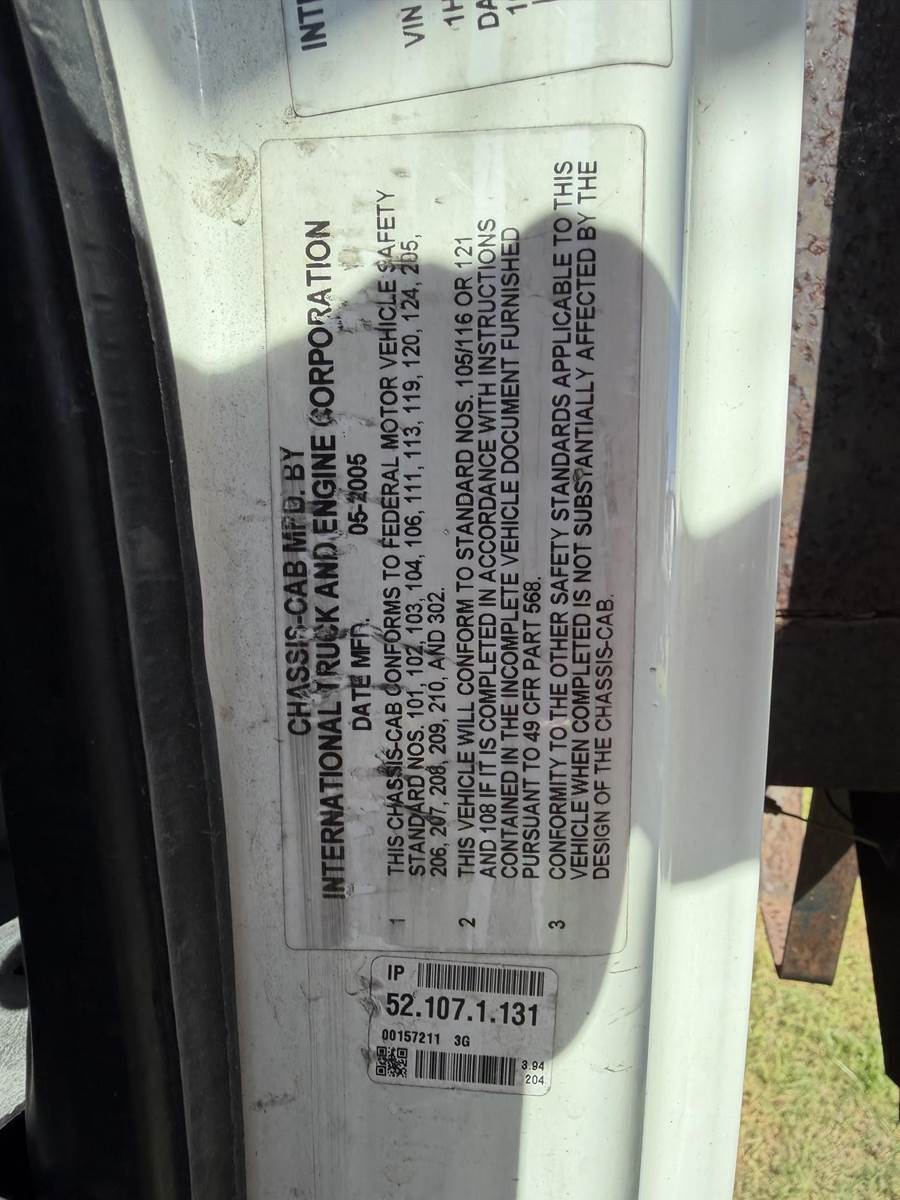 INTE
VIN
1H
DA
CHASSIS-CAB MFD. BY
INTERNATIONAL TRUCK AND ENGINE CORPORATION
DATE MFD. 05-2005
1 THIS CHASSIS-CAB CONFORMS TO FEDERAL MOTOR VEHICLE SAFETY
STANDARD NOS. 101, 102, 103, 104, 106, 111, 113, 119, 120, 124, 205,
206, 207, 208, 209, 210, AND 302.
2 THIS VEHICLE WILL CONFORM TO STANDARD NOS. 105/116 OR 121
AND 108 IF IT IS COMPLETED IN ACCORDANCE WITH INSTRUCTIONS
CONTAINED IN THE INCOMPLETE VEHICLE DOCUMENT FURNISHED
PURSUANT TO 49 CFR PART 568.
3 CONFORMITY TO THE OTHER SAFETY STANDARDS APPLICABLE TO THIS
VEHICLE WHEN COMPLETED IS NOT SUBSTANTIALLY AFFECTED BY THE
DESIGN OF THE CHASSIS-CAB.
IP
52.107.1.131
00157211 3G
3.94
204